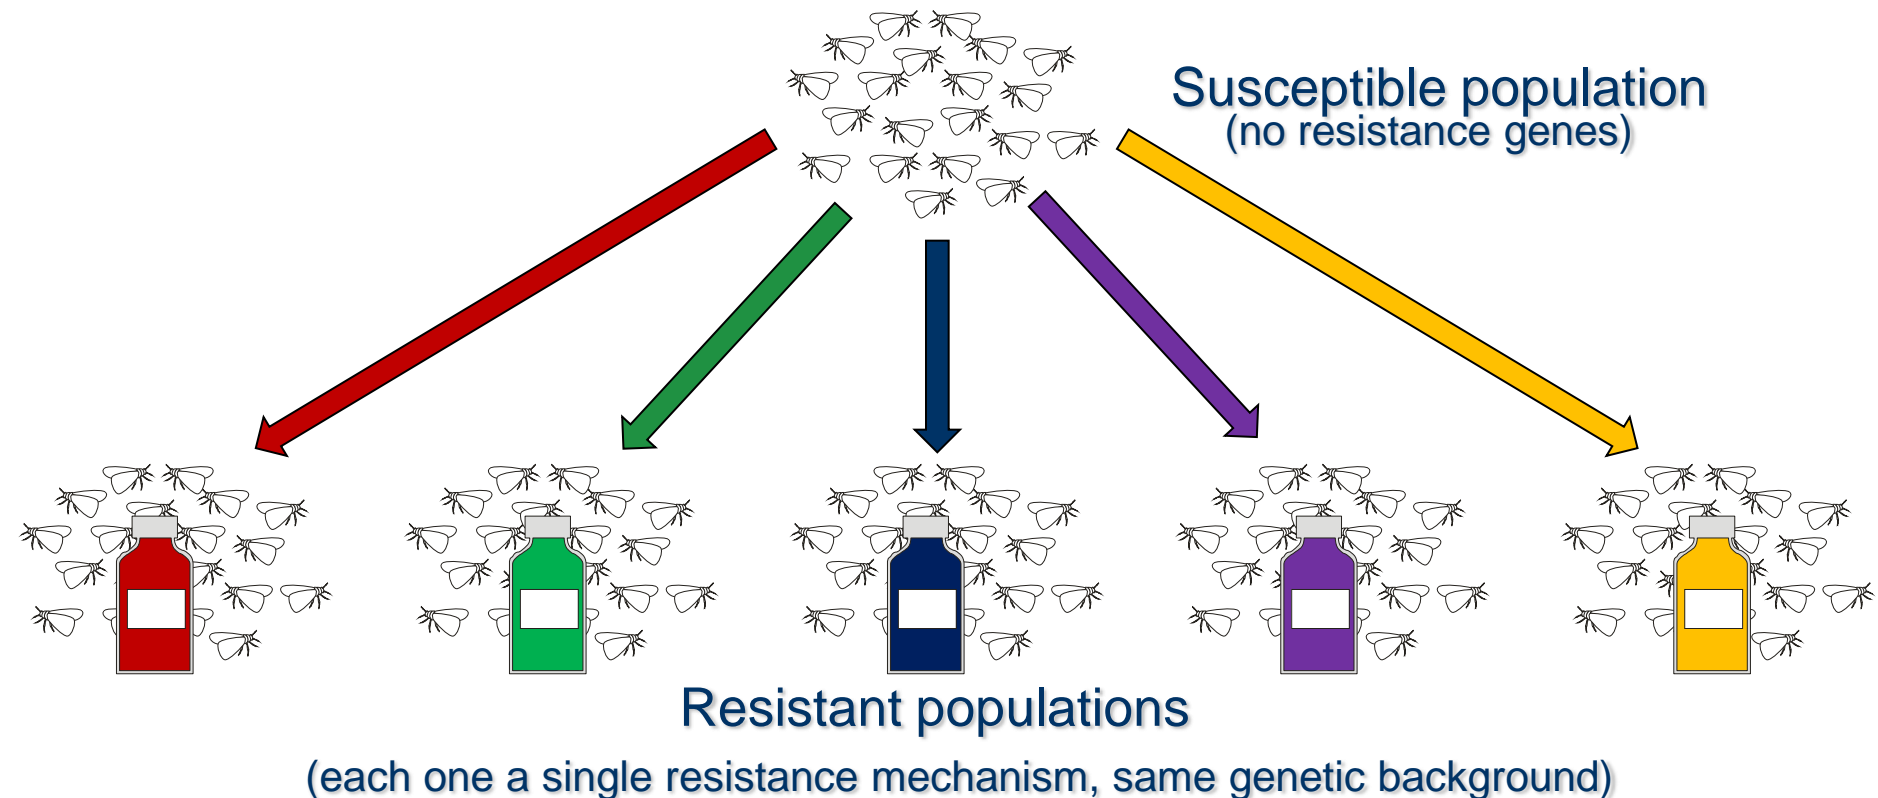 Susceptible population
(no resistance genes)
Resistant populations
(each one a single resistance mechanism, same genetic background)